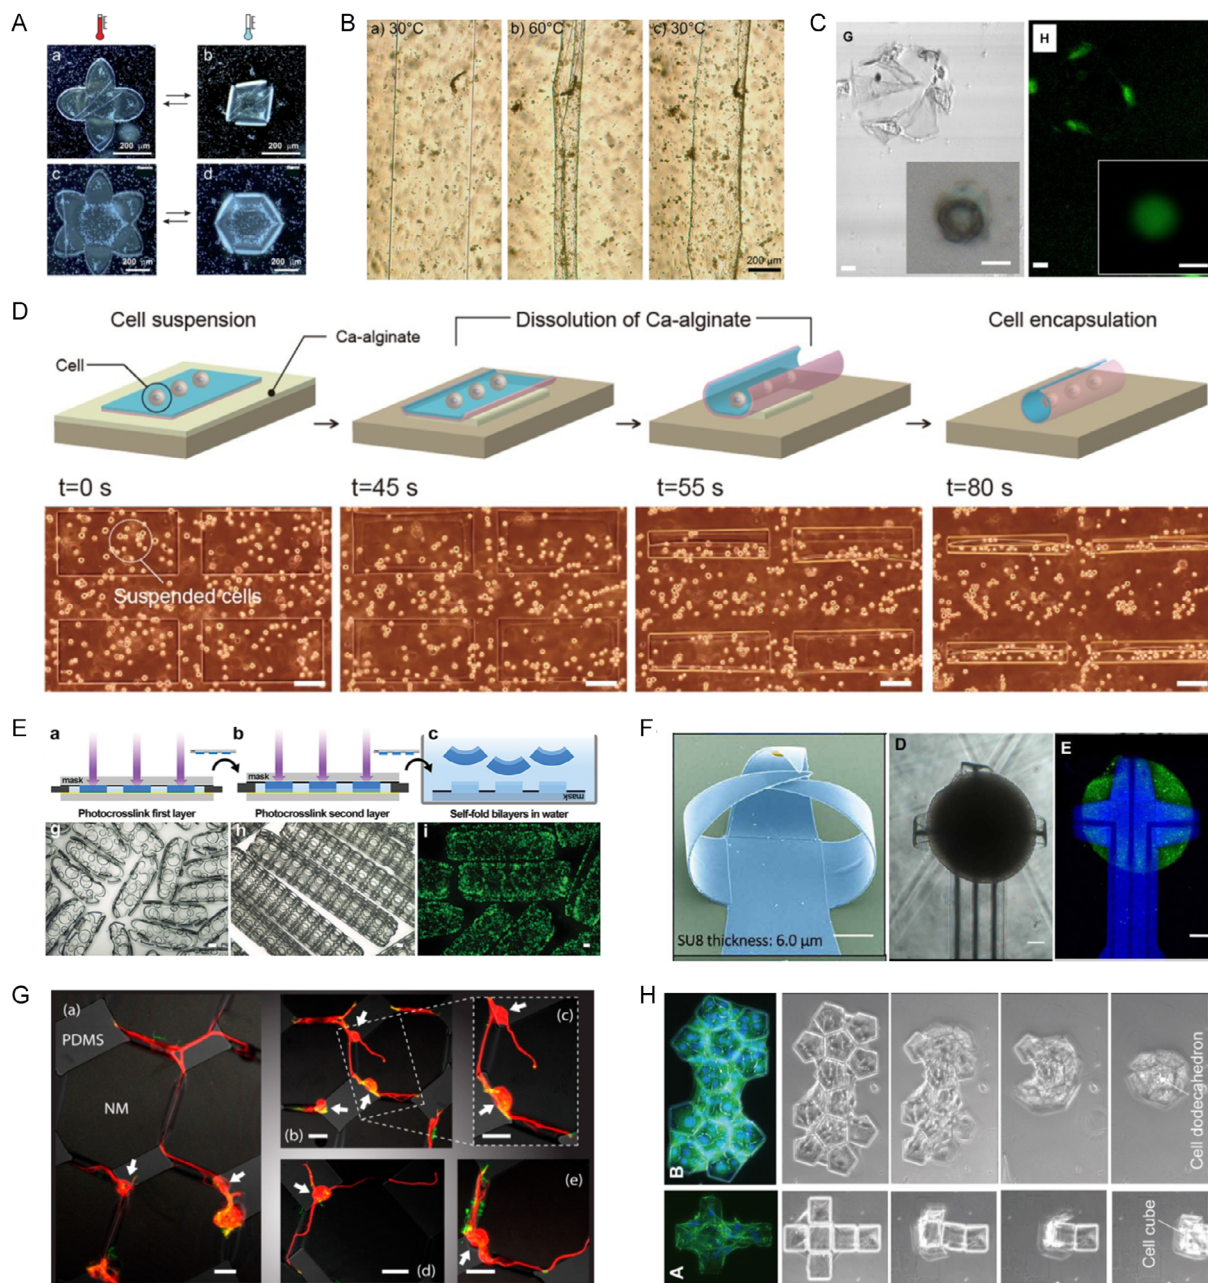 A
a
b
200 μm
200 μm
c
d
200 μm
200 μm
B
a) 30°C
b) 60°C
c) 30°C
200 μm
C
G
H
D
Cell suspension
Dissolution of Ca-alginate
Cell encapsulation
Cell
Ca-alginate
t=0 s
t=45 s
t=55 s
t=80 s
Suspended cells
E
a
b
c
mask
mask
mask
Photocrosslink first layer
Photocrosslink second layer
Self-fold bilayers in water
g
h
i
F
SU8 thickness: 6.0 μm
D
E
G
(a)
PDMS
NM
(b)
(c)
(d)
(e)
H
B
Cell dodecahedron
A
Cell cube